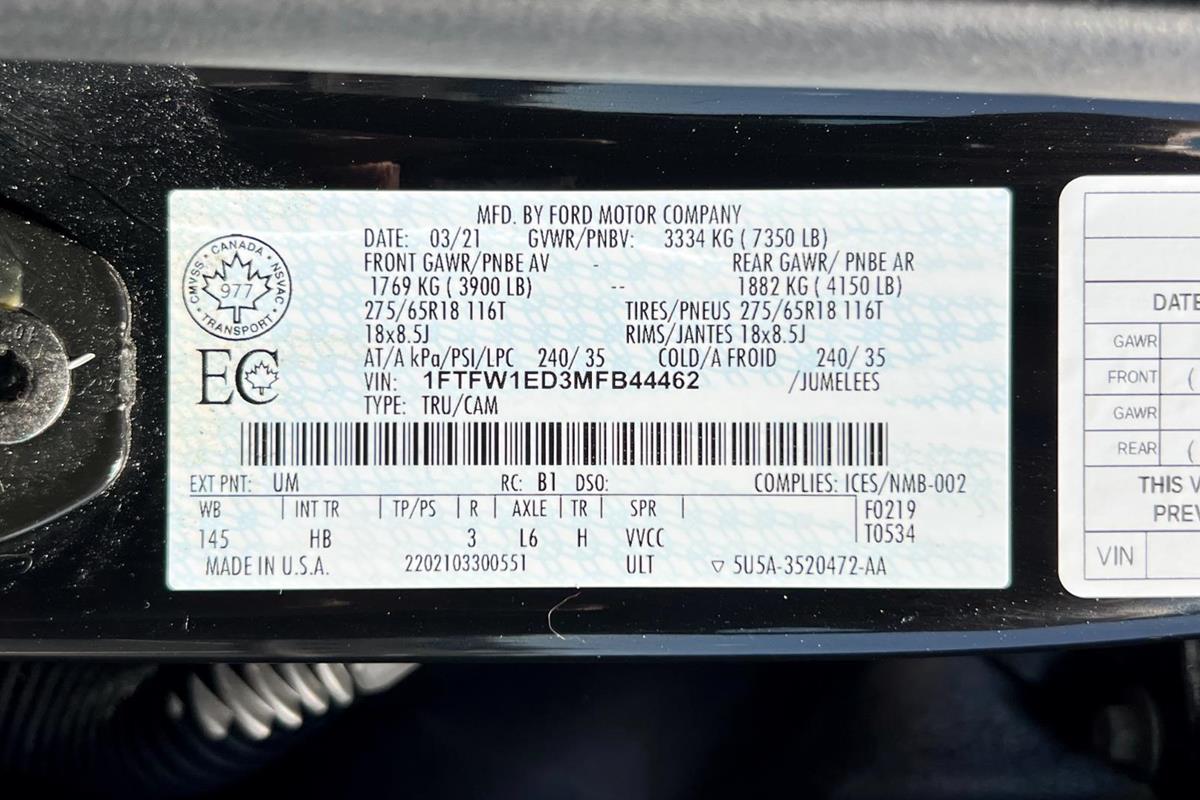 MFD. BY FORD MOTOR COMPANY
DATE: 03/21 GVWR/PNBV: 3334 KG ( 7350 LB)
FRONT GAWR/PNBE AV - REAR GAWR/ PNBE AR
1769 KG ( 3900 LB) -- 1882 KG ( 4150 LB)
275/65R18 116T TIRES/PNEUS 275/65R18 116T
18x8.5J RIMS/JANTES 18x8.5J
AT/A kPa/PSI/LPC 240/ 35 COLD/A FROID 240/ 35
VIN: 1FTFW1ED3MFB44462 /JUMELEES
TYPE: TRU/CAM
CMVSS • CANADA • NSVAC • TRANSPORT •
977
EC
EXT PNT: UM RC: B1 DSO: COMPLIES: ICES/NMB-002
WB | INT TR | TP/PS | R | AXLE | TR | SPR | F0219
145 HB 3 L6 H VVCC T0534
MADE IN U.S.A. 2202103300551 ULT ▽ 5U5A-3520472-AA
DATE
GAWR
FRONT (
GAWR
REAR (
THIS V
PREV
VIN
10